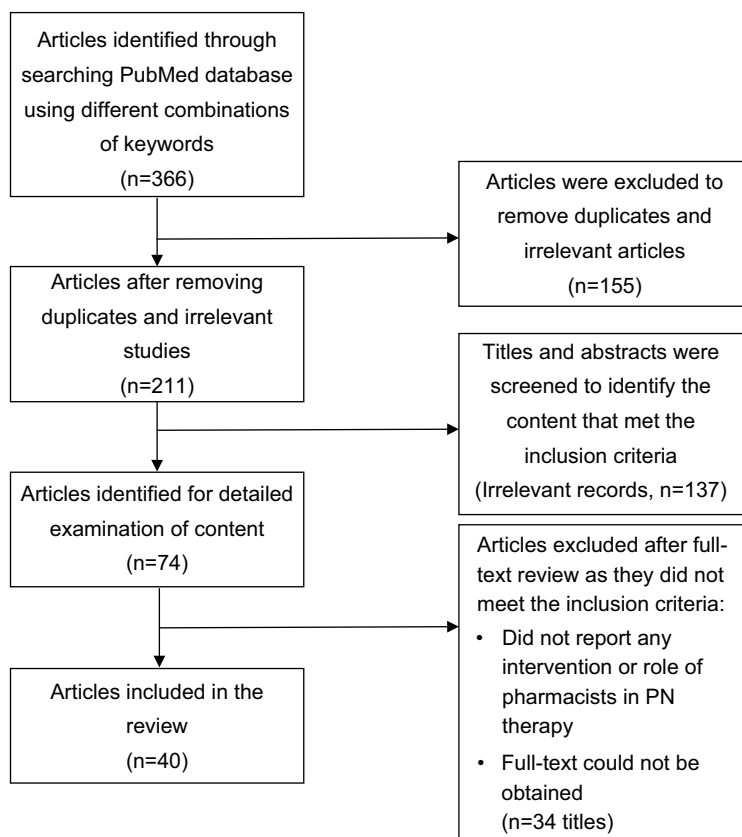 Articles identified through
searching PubMed database
using different combinations
of keywords
(n=366)
Articles were excluded to
remove duplicates and
irrelevant articles
(n=155)
Articles after removing
duplicates and irrelevant
studies
(n=211)
Titles and abstracts were
screened to identify the
content that met the
inclusion criteria
(Irrelevant records, n=137)
Articles identified for detailed
examination of content
(n=74)
Articles excluded after full-
text review as they did not
meet the inclusion criteria:
• Did not report any
intervention or role of
pharmacists in PN
therapy
• Full-text could not be
obtained
(n=34 titles)
Articles included in the
review
(n=40)